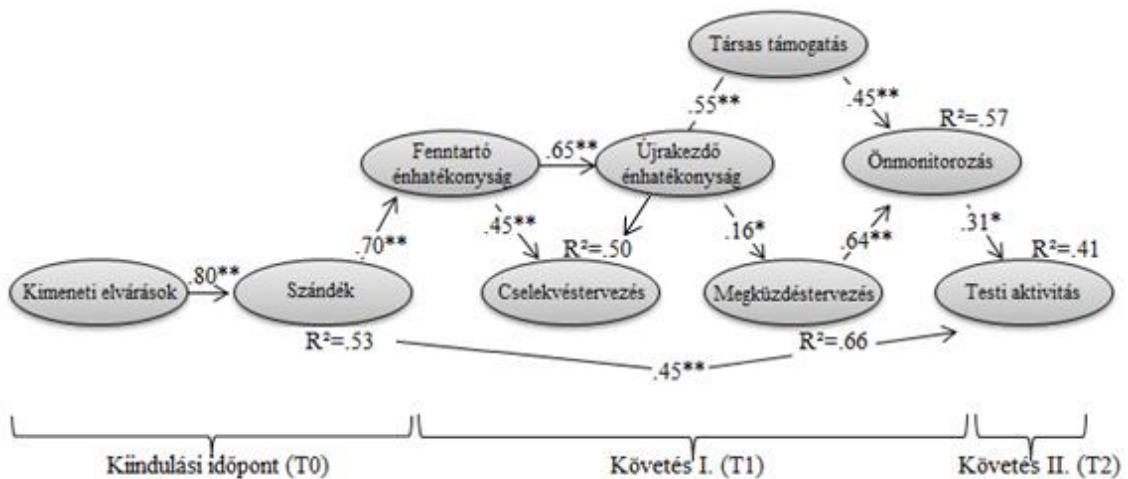 Társas támogatás
.55**
.45**
R²=.57
Fenntartó
énhatékonyság
.65**
Újrakezdő
énhatékonyság
Önmonitorozás
.70**
.45**
.16*
.64**
.31*
R²=.50
R²=.41
Kimeneti elvárások
.80**
Szándék
Cselekvéstervezés
Megküzdéstervezés
Testi aktivitás
R²=.53
R²=.66
.45**
Kiindulási időpont (T0)
Követés I. (T1)
Követés II. (T2)